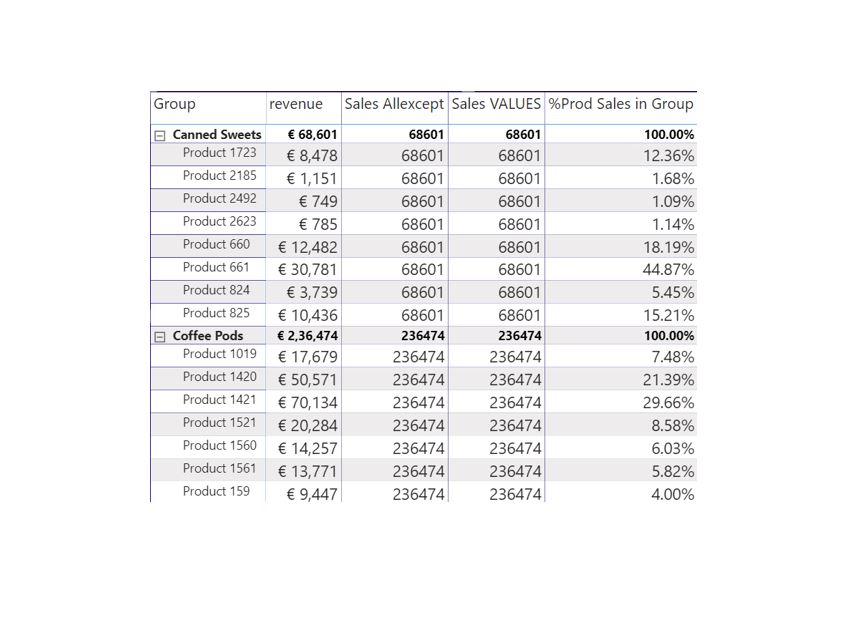 Group revenue Sales Allexcept Sales VALUES %Prod Sales in Group
Canned Sweets € 68,601 68601 68601 100.00%
Product 1723 € 8,478 68601 68601 12.36%
Product 2185 € 1,151 68601 68601 1.68%
Product 2492 € 749 68601 68601 1.09%
Product 2623 € 785 68601 68601 1.14%
Product 660 € 12,482 68601 68601 18.19%
Product 661 € 30,781 68601 68601 44.87%
Product 824 € 3,739 68601 68601 5.45%
Product 825 € 10,436 68601 68601 15.21%
Coffee Pods € 2,36,474 236474 236474 100.00%
Product 1019 € 17,679 236474 236474 7.48%
Product 1420 € 50,571 236474 236474 21.39%
Product 1421 € 70,134 236474 236474 29.66%
Product 1521 € 20,284 236474 236474 8.58%
Product 1560 € 14,257 236474 236474 6.03%
Product 1561 € 13,771 236474 236474 5.82%
Product 159 € 9,447 236474 236474 4.00%